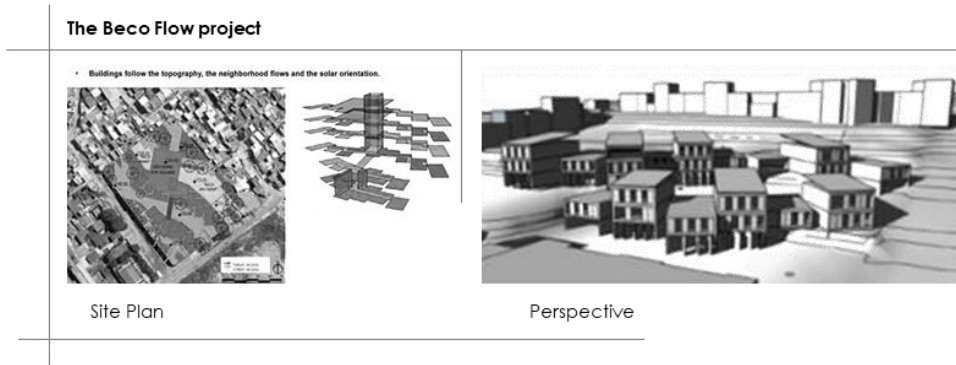 The Beco Flow project
• Buildings follow the topography, the neighborhood flows and the solar orientation.
Site Plan
Perspective